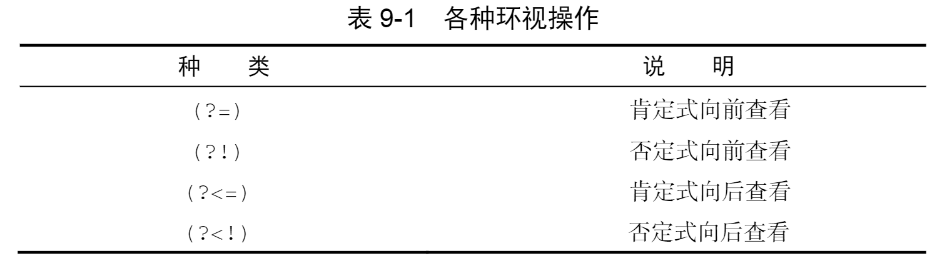 表 9-1 各种环视操作
种 类 说 明
(?=) 肯定式向前查看
(?!) 否定式向前查看
(?<=) 肯定式向后查看
(?<!) 否定式向后查看